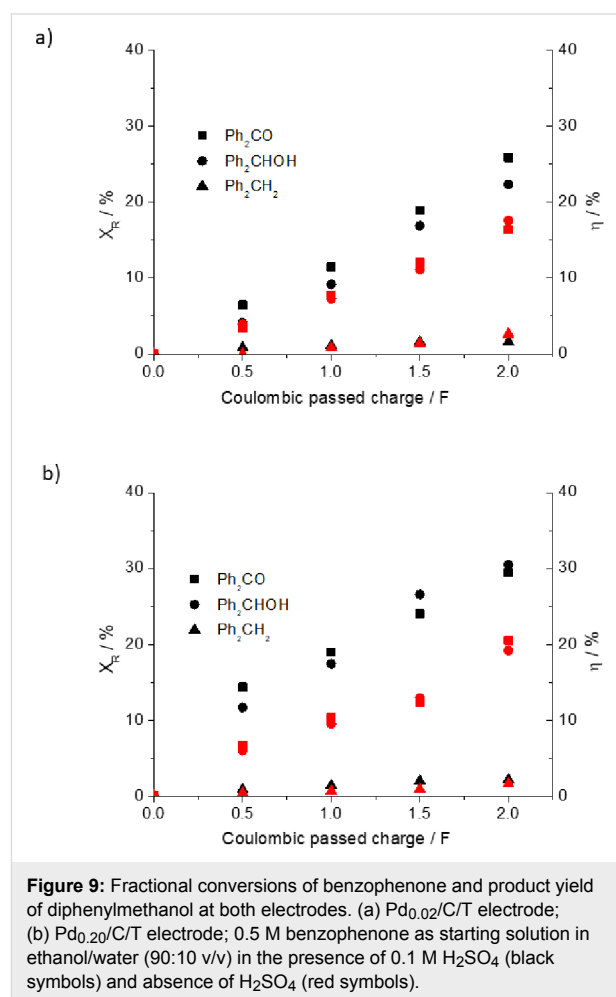 a)
40
40
30
30
20
20
10
10
0
0
X_R / %
η / %
Ph₂CO
Ph₂CHOH
Ph₂CH₂
0.0 0.5 1.0 1.5 2.0
Coulombic passed charge / F
b)
40
40
30
30
20
20
10
10
0
0
X_R / %
η / %
Ph₂CO
Ph₂CHOH
Ph₂CH₂
0.0 0.5 1.0 1.5 2.0
Coulombic passed charge / F
Figure 9: Fractional conversions of benzophenone and product yield
of diphenylmethanol at both electrodes. (a) Pd₀.₀₂/C/T electrode;
(b) Pd₀.₂₀/C/T electrode; 0.5 M benzophenone as starting solution in
ethanol/water (90:10 v/v) in the presence of 0.1 M H₂SO₄ (black
symbols) and absence of H₂SO₄ (red symbols).